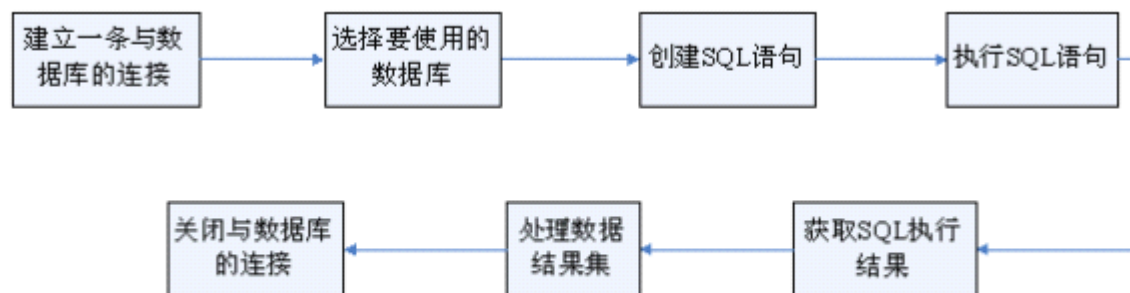 建立一条与数
据库的连接
选择要使用的
数据库
创建SQL语句
执行SQL语句
获取SQL执行
结果
处理数据
结果集
关闭与数据库
的连接